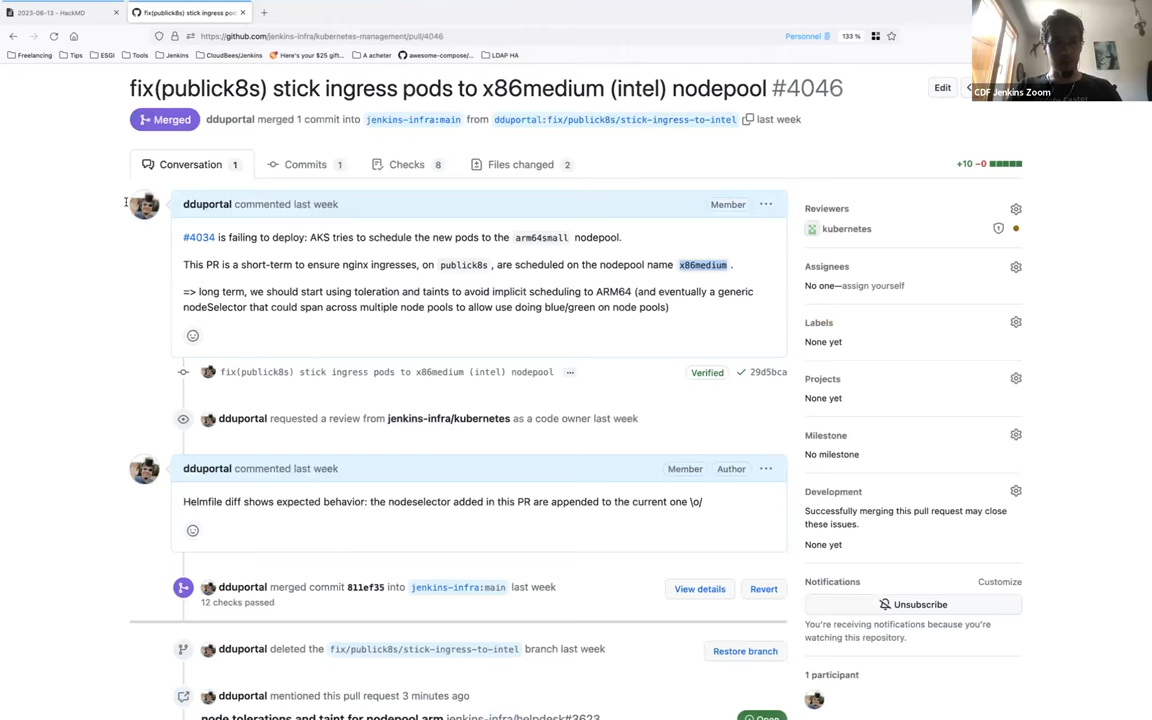 2023-06-13 - HackMD
fix(publick8s) stick ingress pod
https://github.com/jenkins-infra/kubernetes-management/pull/4046
Personnel
133 %
Freelancing
Tips
ESGI
Tools
Jenkins
CloudBees/Jenkins
Here's your $25 gift...
A acheter
awesome-compose/...
LDAP HA
CDF Jenkins Zoom
fix(publick8s) stick ingress pods to x86medium (intel) nodepool #4046
Edit
Merged
dduportal merged 1 commit into jenkins-infra:main from dduportal:fix/publick8s/stick-ingress-to-intel last week
Conversation 1
Commits 1
Checks 8
Files changed 2
+10 −0
dduportal commented last week
Member
#4034 is failing to deploy: AKS tries to schedule the new pods to the arm64small nodepool.
This PR is a short-term to ensure nginx ingresses, on publick8s , are scheduled on the nodepool name x86medium .
=> long term, we should start using toleration and taints to avoid implicit scheduling to ARM64 (and eventually a generic
nodeSelector that could span across multiple node pools to allow use doing blue/green on node pools)
fix(publick8s) stick ingress pods to x86medium (intel) nodepool ...
Verified
29d5bca
dduportal requested a review from jenkins-infra/kubernetes as a code owner last week
dduportal commented last week
Member
Author
Helmfile diff shows expected behavior: the nodeselector added in this PR are appended to the current one \o/
dduportal merged commit 811ef35 into jenkins-infra:main last week
12 checks passed
View details
Revert
dduportal deleted the fix/publick8s/stick-ingress-to-intel branch last week
Restore branch
dduportal mentioned this pull request 3 minutes ago
node tolerations and taint for nodepool arm jenkins-infra/helpdesk#3623
Open
Reviewers
kubernetes
Assignees
No one—assign yourself
Labels
None yet
Projects
None yet
Milestone
No milestone
Development
Successfully merging this pull request may close
these issues.
None yet
Notifications
Customize
Unsubscribe
You're receiving notifications because you're
watching this repository.
1 participant